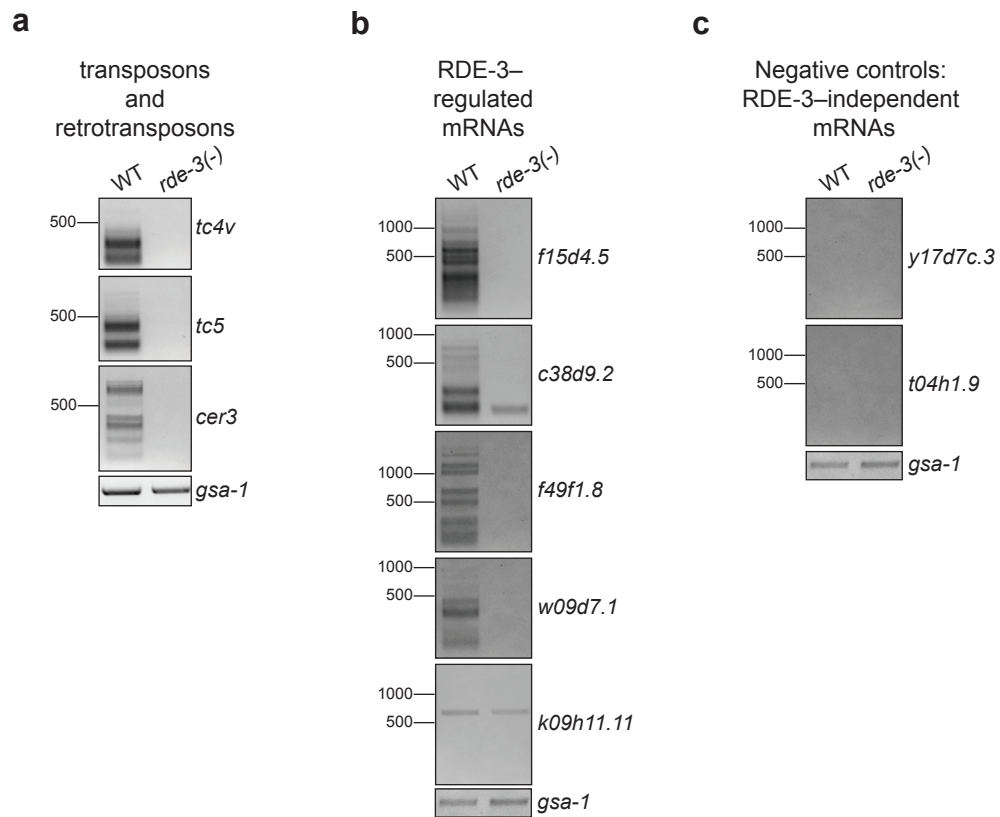 a
transposons
and
retrotransposons
WT rde-3(-)
500
tc4v
500
tc5
500
cer3
gsa-1
b
RDE-3–
regulated
mRNAs
WT rde-3(-)
1000
500
f15d4.5
1000
500
c38d9.2
1000
500
f49f1.8
1000
500
w09d7.1
1000
500
k09h11.11
gsa-1
c
Negative controls:
RDE-3–independent
mRNAs
WT rde-3(-)
1000
500
y17d7c.3
1000
500
t04h1.9
gsa-1